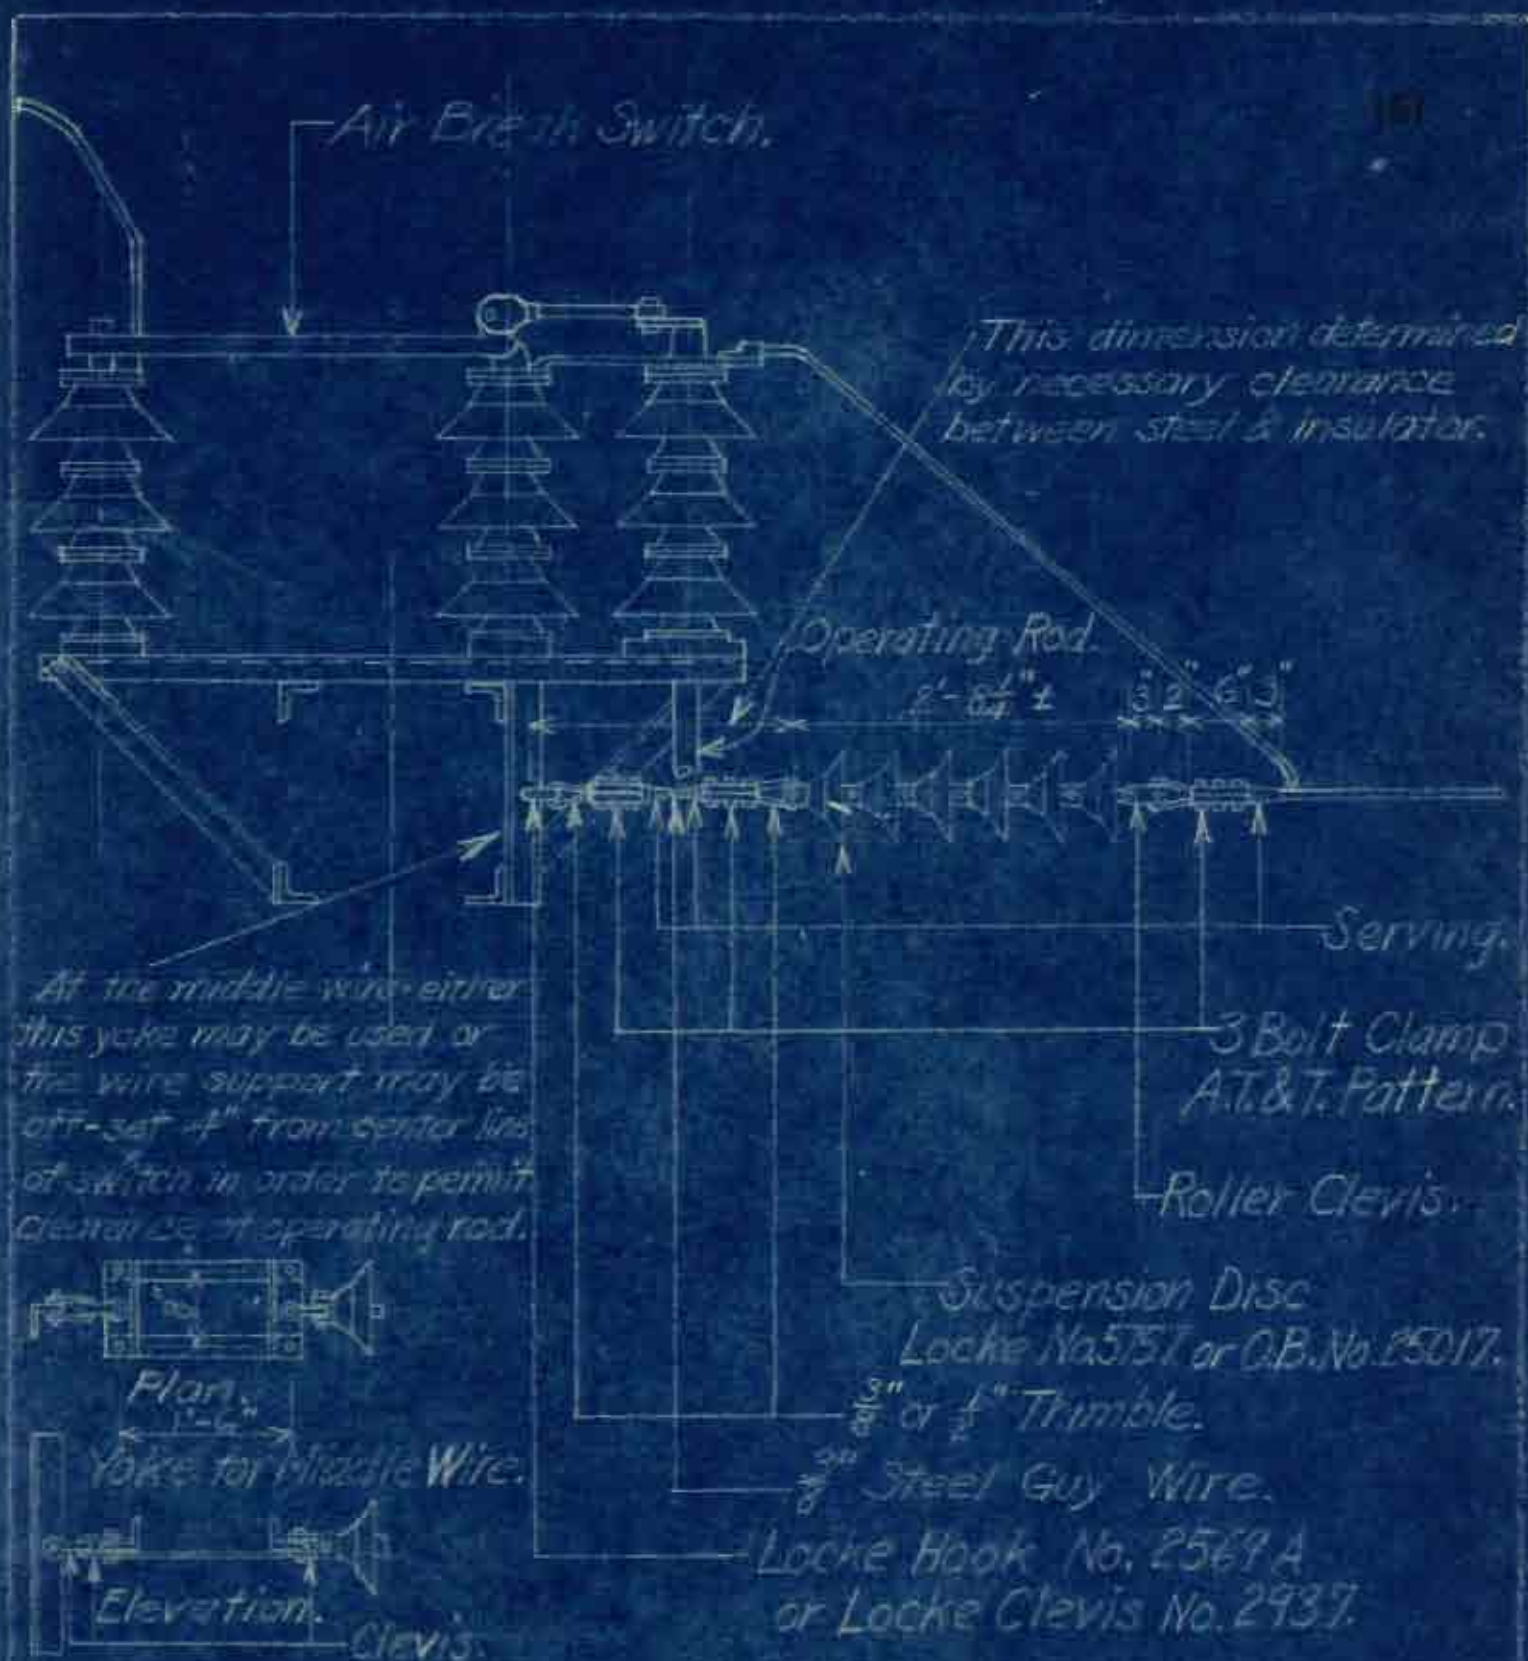 Air Break Switch.
This dimension determined
by necessary clearance
between steel & insulator.
Operating Rod.
2'-8¼"±
3" 2" 6" 3"
Serving.
At the middle wire either
this yoke may be used or
the wire support may be
off-set 4" from center line
of switch in order to permit
clearance of operating rod.
3 Bolt Clamp
A.T.&T. Pattern.
Roller Clevis.
Suspension Disc
Locke No.5757 or O.B. No. 25017.
Plan.
1'-6"
3/8" or 1/2" Thimble.
Yoke for Middle Wire.
3/8" Steel Guy Wire.
Locke Hook No. 2569 A
or Locke Clevis No. 2937.
Elevation.
Clevis.